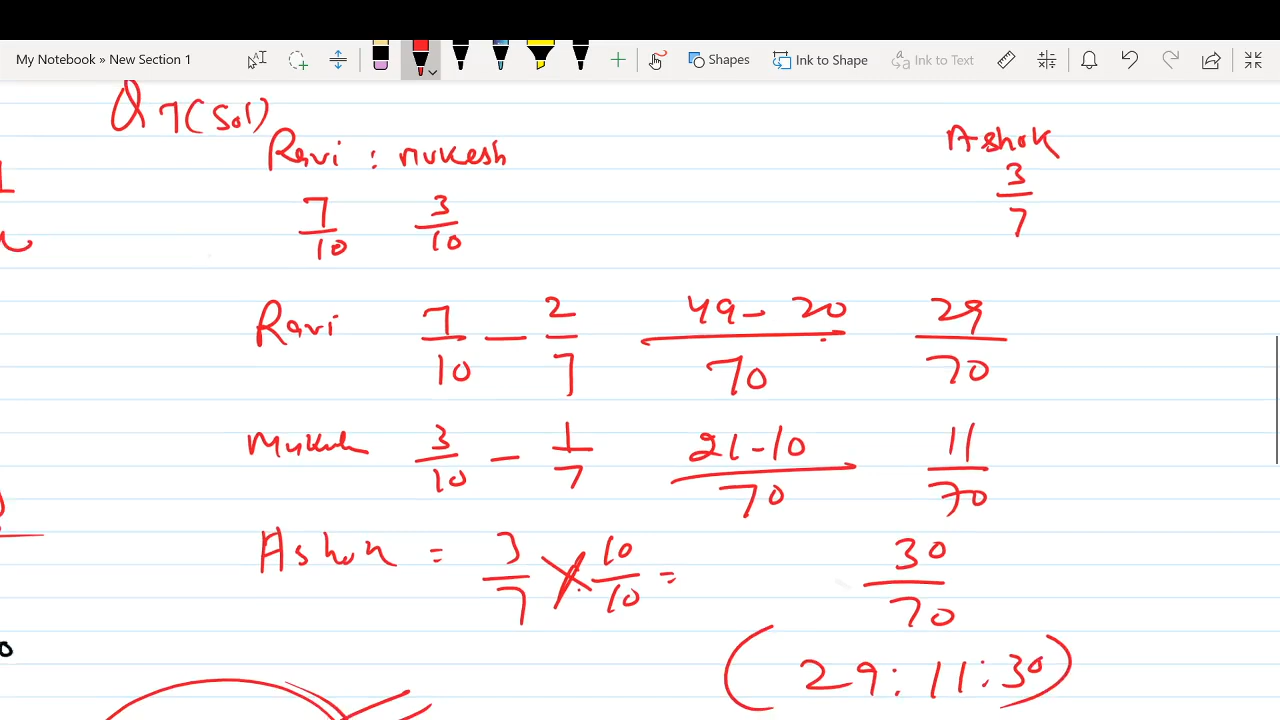 My Notebook » New Section 1
Shapes
Ink to Shape
Ink to Text
Q 7(Sol)
Ravi : Mukesh
Ashok
7/10 3/10
3/7
Ravi 7/10 - 2/7 49-20/70 29/70
3/10 - 1/7 21-10/70 11/70
Ashok = 3/7 × 10/10 = 30/70
(29:11:30)